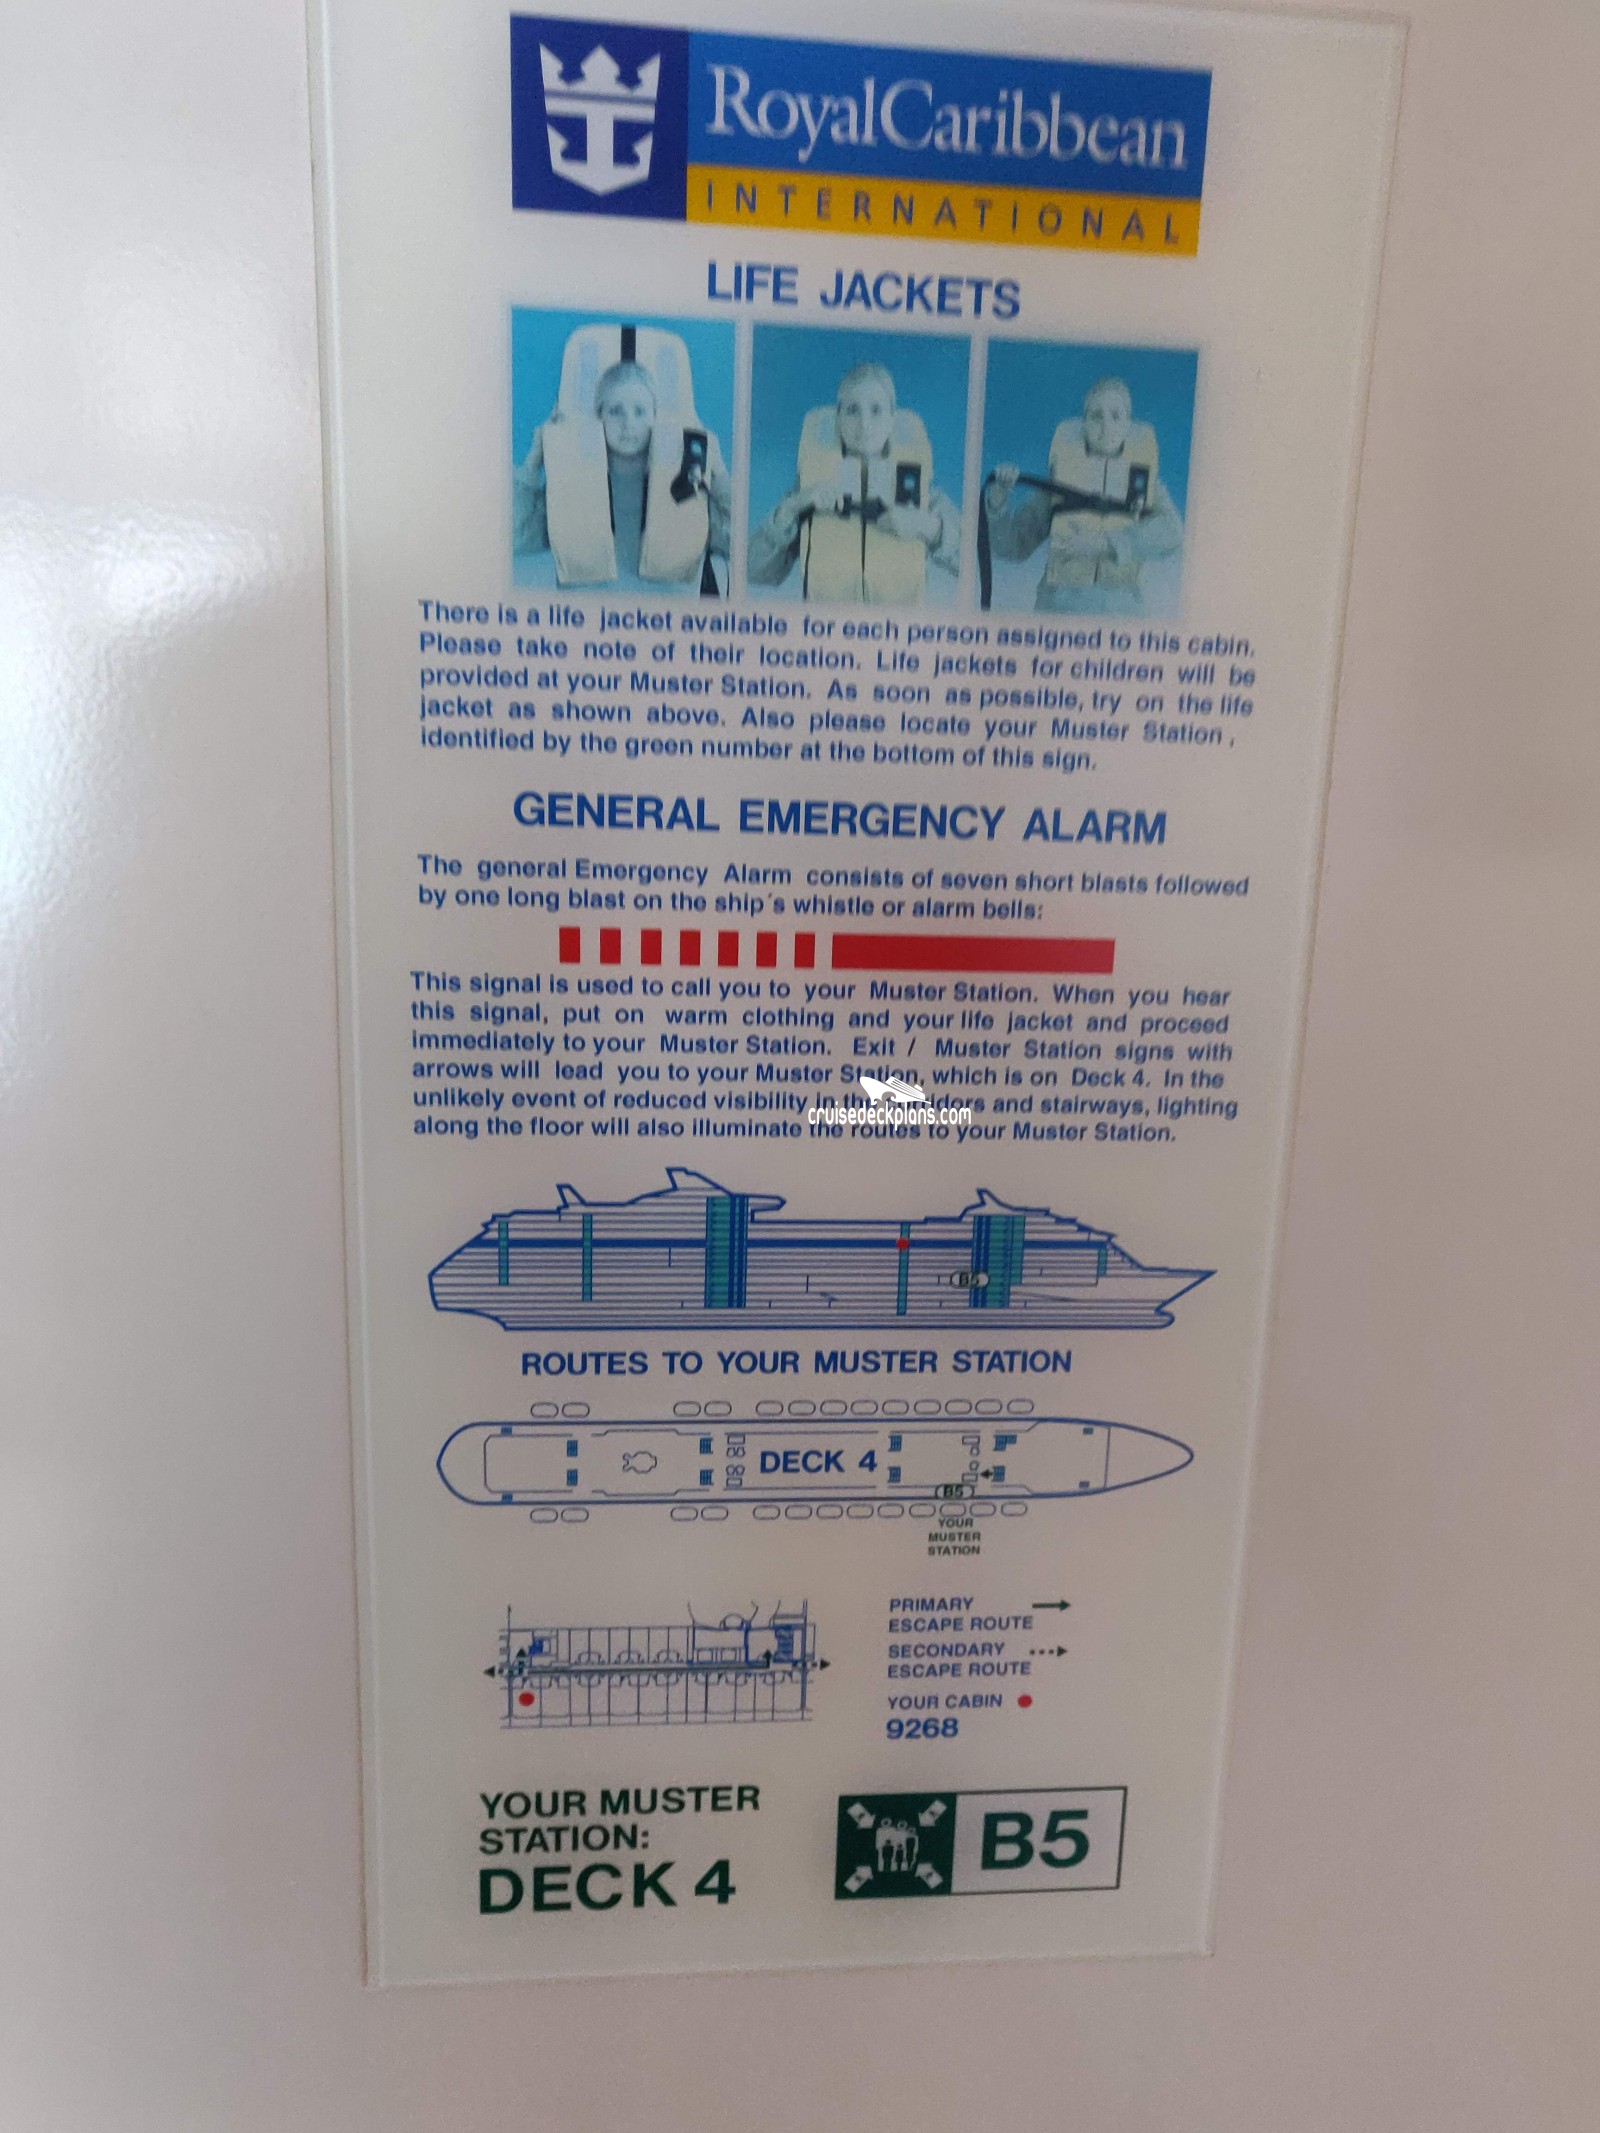 RoyalCaribbean
INTERNATIONAL
LIFE JACKETS
There is a life jacket available for each person assigned to this cabin.
Please take note of their location. Life jackets for children will be
provided at your Muster Station. As soon as possible, try on the life
jacket as shown above. Also please locate your Muster Station,
identified by the green number at the bottom of this sign.
GENERAL EMERGENCY ALARM
The general Emergency Alarm consists of seven short blasts followed
by one long blast on the ship's whistle or alarm bells:
This signal is used to call you to your Muster Station. When you hear
this signal, put on warm clothing and your life jacket and proceed
immediately to your Muster Station. Exit / Muster Station signs with
arrows will lead you to your Muster Station, which is on Deck 4. In the
unlikely event of reduced visibility in the corridors and stairways, lighting
cruisedeckplans.com
along the floor will also illuminate the routes to your Muster Station.
B5
ROUTES TO YOUR MUSTER STATION
DECK 4
B5
YOUR
MUSTER
STATION
PRIMARY
ESCAPE ROUTE
SECONDARY
ESCAPE ROUTE
YOUR CABIN
9268
YOUR MUSTER
STATION:
DECK 4
B5